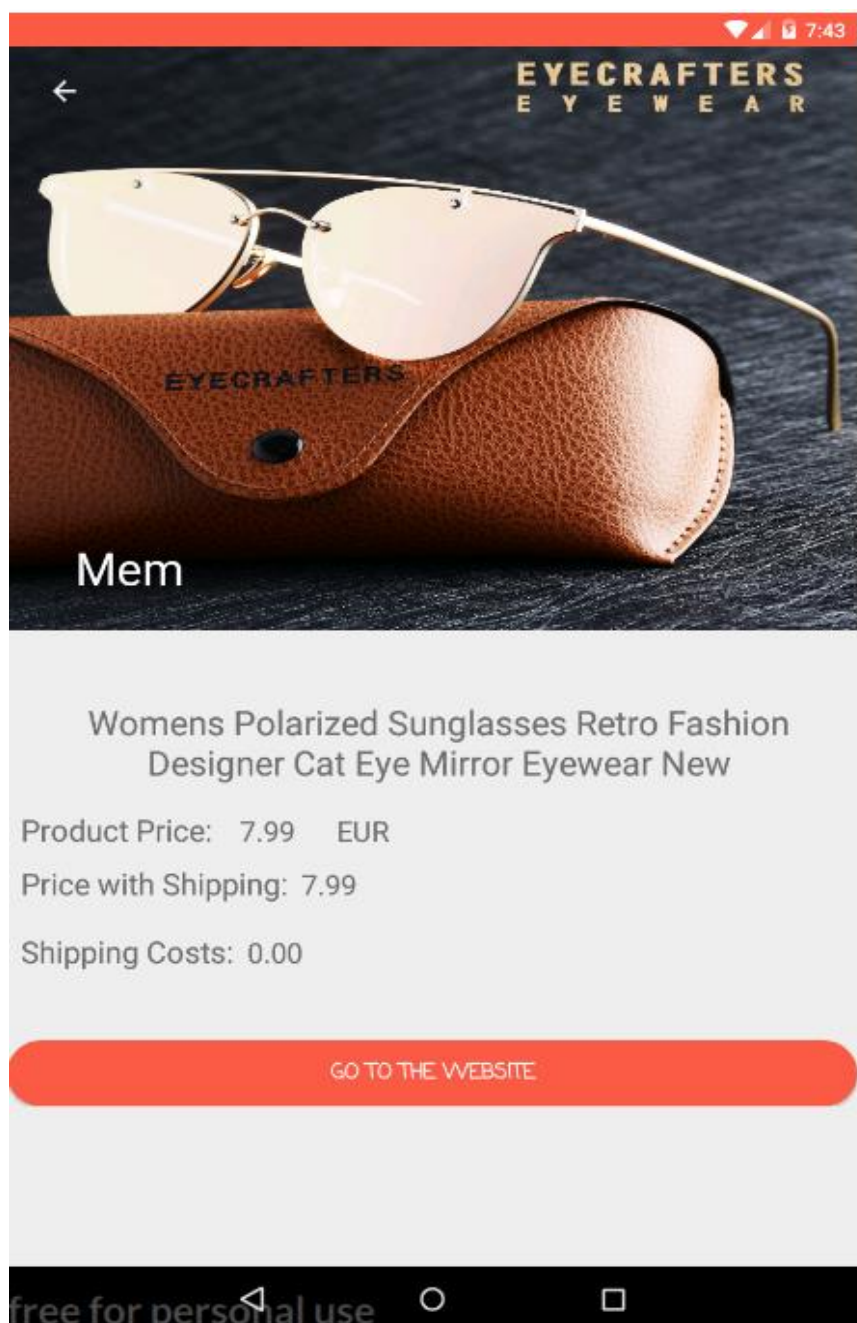 7:43
EYECRAFTERS
EYEWEAR
EYECRAFTERS
Mem
Womens Polarized Sunglasses Retro Fashion
Designer Cat Eye Mirror Eyewear New
Product Price: 7.99 EUR
Price with Shipping: 7.99
Shipping Costs: 0.00
GO TO THE WEBSITE
free for personal use